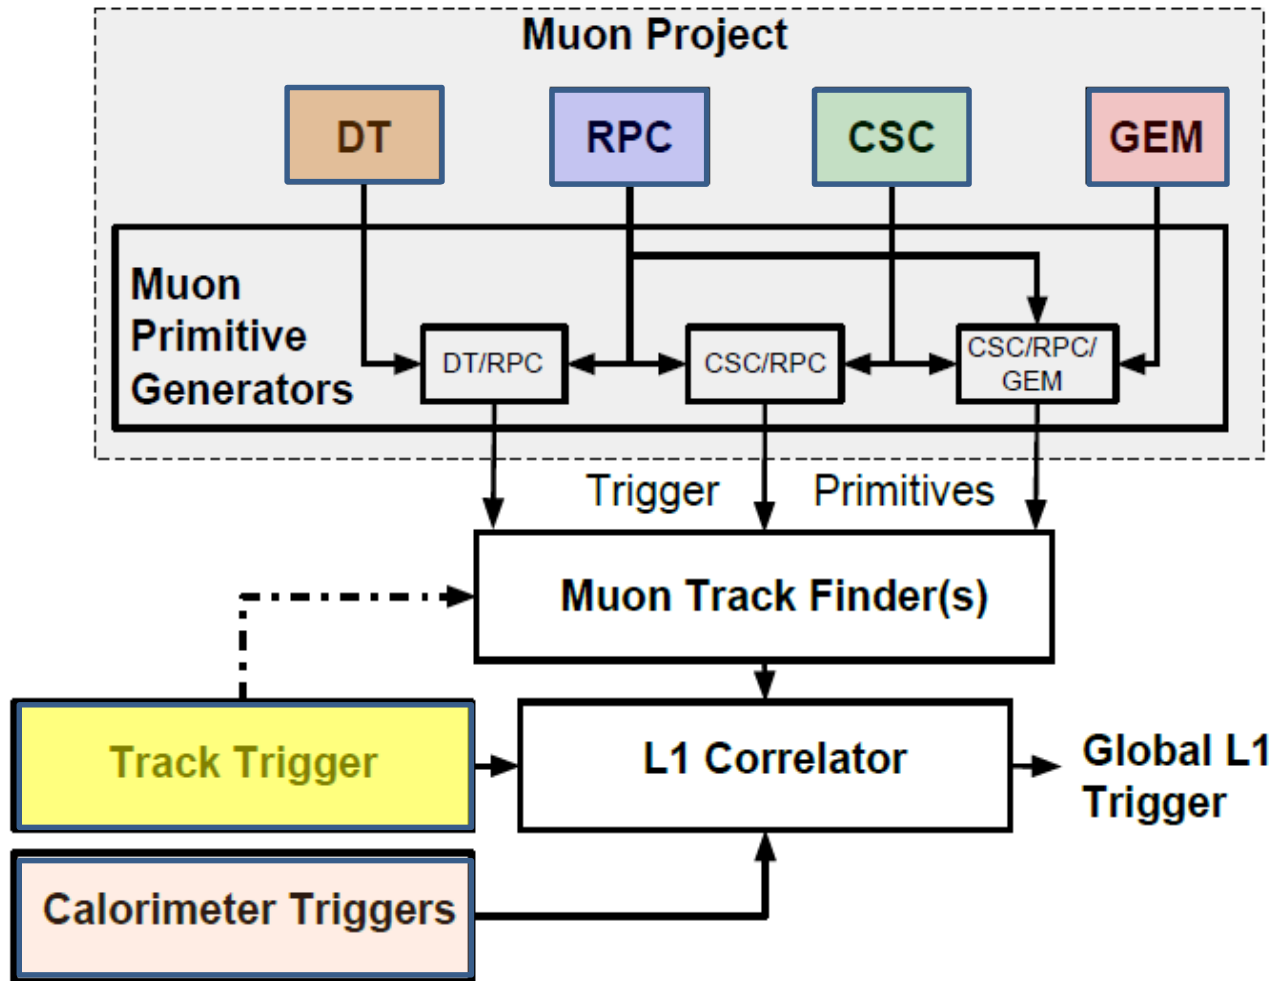 Muon Project
DT
RPC
CSC
GEM
Muon
Primitive
Generators
DT/RPC
CSC/RPC
CSC/RPC/
GEM
Trigger Primitives
Muon Track Finder(s)
Track Trigger
L1 Correlator
Global L1
Trigger
Calorimeter Triggers